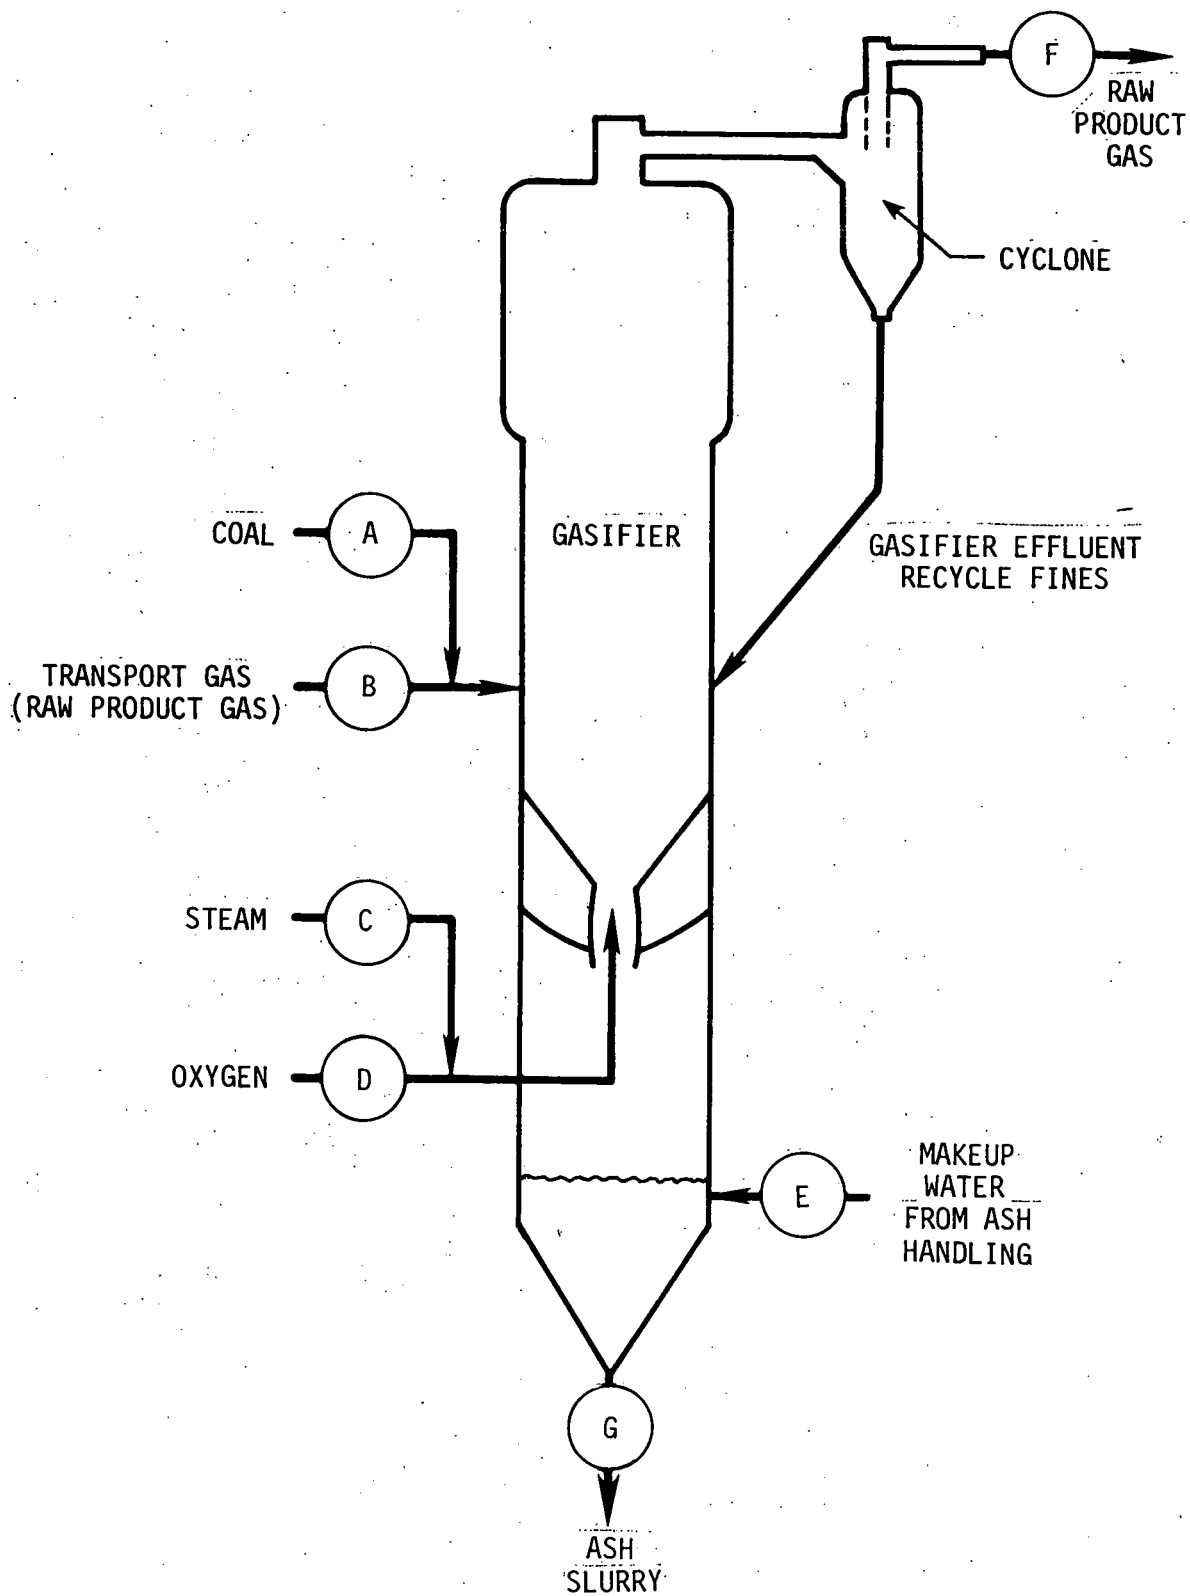 F
RAW
PRODUCT
GAS
CYCLONE
COAL
A
GASIFIER
GASIFIER EFFLUENT
RECYCLE FINES
TRANSPORT GAS
(RAW PRODUCT GAS)
B
STEAM
C
OXYGEN
D
E
MAKEUP
WATER
FROM ASH
HANDLING
G
ASH
SLURRY